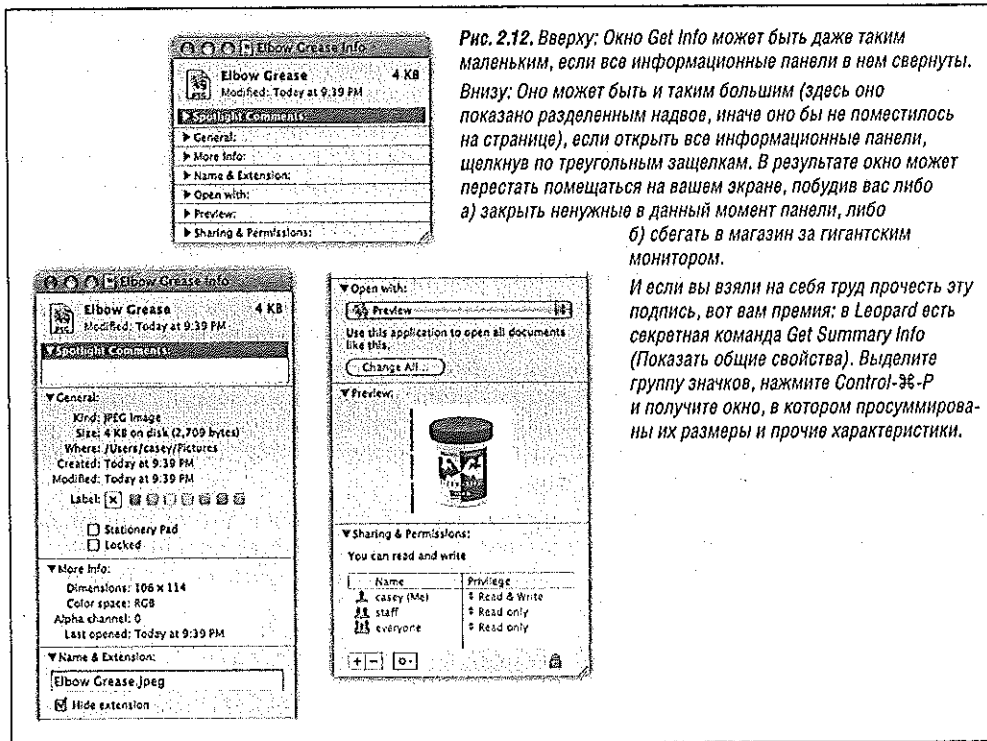 Elbow Grease Info
Elbow Grease 4 KB
Modified: Today at 9:39 PM
Spotlight Comments:
General:
More Info:
Name & Extension:
Open with:
Preview:
Sharing & Permissions:
Рис. 2.12. Вверху: Окно Get Info может быть даже таким
маленьким, если все информационные панели в нем свернуты.
Внизу: Оно может быть и таким большим (здесь оно
показано разделенным надвое, иначе оно бы не поместилось
на странице), если открыть все информационные панели,
щелкнув по треугольным защелкам. В результате окно может
перестать помещаться на вашем экране, побудив вас либо
а) закрыть ненужные в данный момент панели, либо
б) сбегать в магазин за гигантским
монитором.
И если вы взяли на себя труд прочесть эту
подпись, вот вам премия: в Leopard есть
секретная команда Get Summary Info
(Показать общие свойства). Выделите
группу значков, нажмите Control-⌘-P
и получите окно, в котором просуммирова-
ны их размеры и прочие характеристики.
Elbow Grease Info
Elbow Grease 4 KB
Modified: Today at 9:39 PM
Spotlight Comments:
General:
Kind: JPEG Image
Size: 4 KB on disk (2,709 bytes)
Where: /Users/casey/Pictures
Created: Today at 9:39 PM
Modified: Today at 9:39 PM
Label:
Stationery Pad
Locked
More Info:
Dimensions: 106 x 114
Color space: RGB
Alpha channel: 0
Last opened: Today at 9:39 PM
Name & Extension:
Elbow Grease.jpeg
Hide extension
Open with:
Preview
Use this application to open all documents
like this.
Change All...
Preview:
Sharing & Permissions:
You can read and write
Name Privilege
casey (Me) Read & Write
staff Read only
everyone Read only